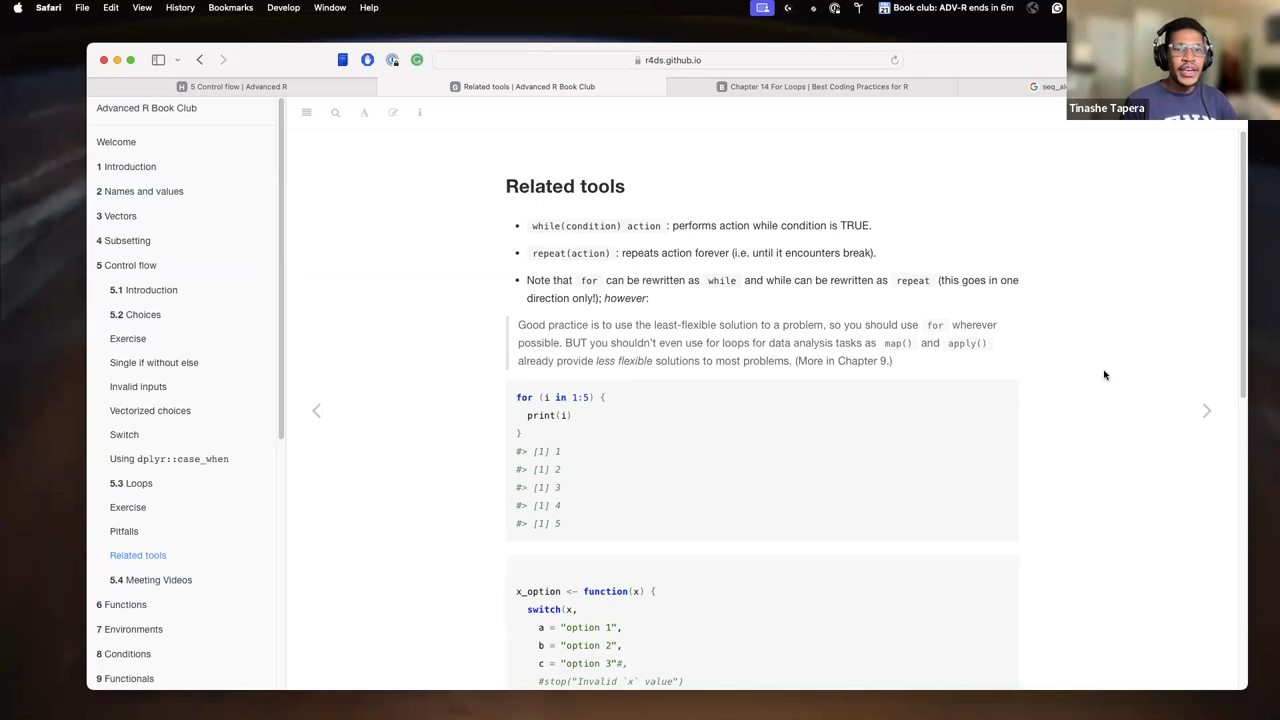 Safari File Edit View History Bookmarks Develop Window Help Book club: ADV-R ends in 6m
r4ds.github.io
5 Control flow | Advanced R
Related tools | Advanced R Book Club
Chapter 14 For Loops | Best Coding Practices for R
Tinashe Tapera
Advanced R Book Club
Welcome
1 Introduction
2 Names and values
3 Vectors
4 Subsetting
5 Control flow
5.1 Introduction
5.2 Choices
Exercise
Single if without else
Invalid inputs
Vectorized choices
Switch
Using dplyr::case_when
5.3 Loops
Exercise
Pitfalls
Related tools
5.4 Meeting Videos
6 Functions
7 Environments
8 Conditions
9 Functionals
Related tools
• while(condition) action : performs action while condition is TRUE.
• repeat(action) : repeats action forever (i.e. until it encounters break).
• Note that for can be rewritten as while and while can be rewritten as repeat (this goes in one
direction only!); however:
Good practice is to use the least-flexible solution to a problem, so you should use for wherever
possible. BUT you shouldn't even use for loops for data analysis tasks as map() and apply()
already provide less flexible solutions to most problems. (More in Chapter 9.)
for (i in 1:5) {
print(i)
}
#> [1] 1
#> [1] 2
#> [1] 3
#> [1] 4
#> [1] 5
x_option <- function(x) {
switch(x,
a = "option 1",
b = "option 2",
c = "option 3"#,
#stop("Invalid `x` value")